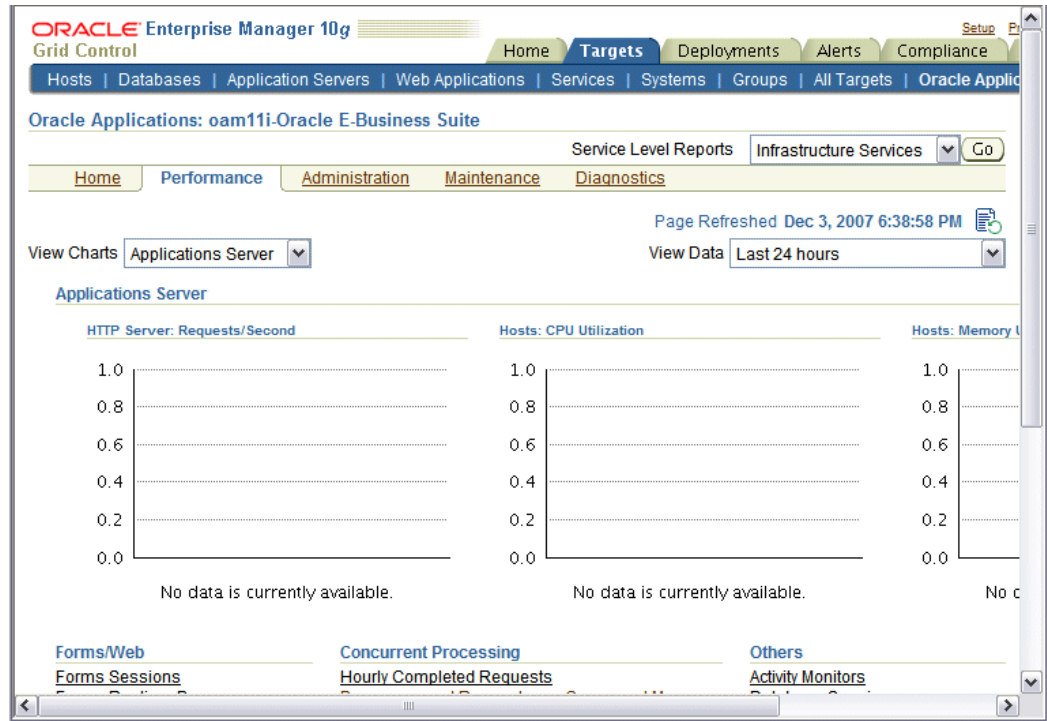 ORACLE Enterprise Manager 10g
Grid Control
Setup
Home Targets Deployments Alerts Compliance
Hosts | Databases | Application Servers | Web Applications | Services | Systems | Groups | All Targets | Oracle Applic
Oracle Applications: oam11i-Oracle E-Business Suite
Service Level Reports Infrastructure Services Go
Home Performance Administration Maintenance Diagnostics
Page Refreshed Dec 3, 2007 6:38:58 PM
View Charts Applications Server View Data Last 24 hours
Applications Server
HTTP Server: Requests/Second Hosts: CPU Utilization Hosts: Memory
1.0 1.0 1.0
0.8 0.8 0.8
0.6 0.6 0.6
0.4 0.4 0.4
0.2 0.2 0.2
0.0 0.0 0.0
No data is currently available. No data is currently available. No
Forms/Web Concurrent Processing Others
Forms Sessions Hourly Completed Requests Activity Monitors